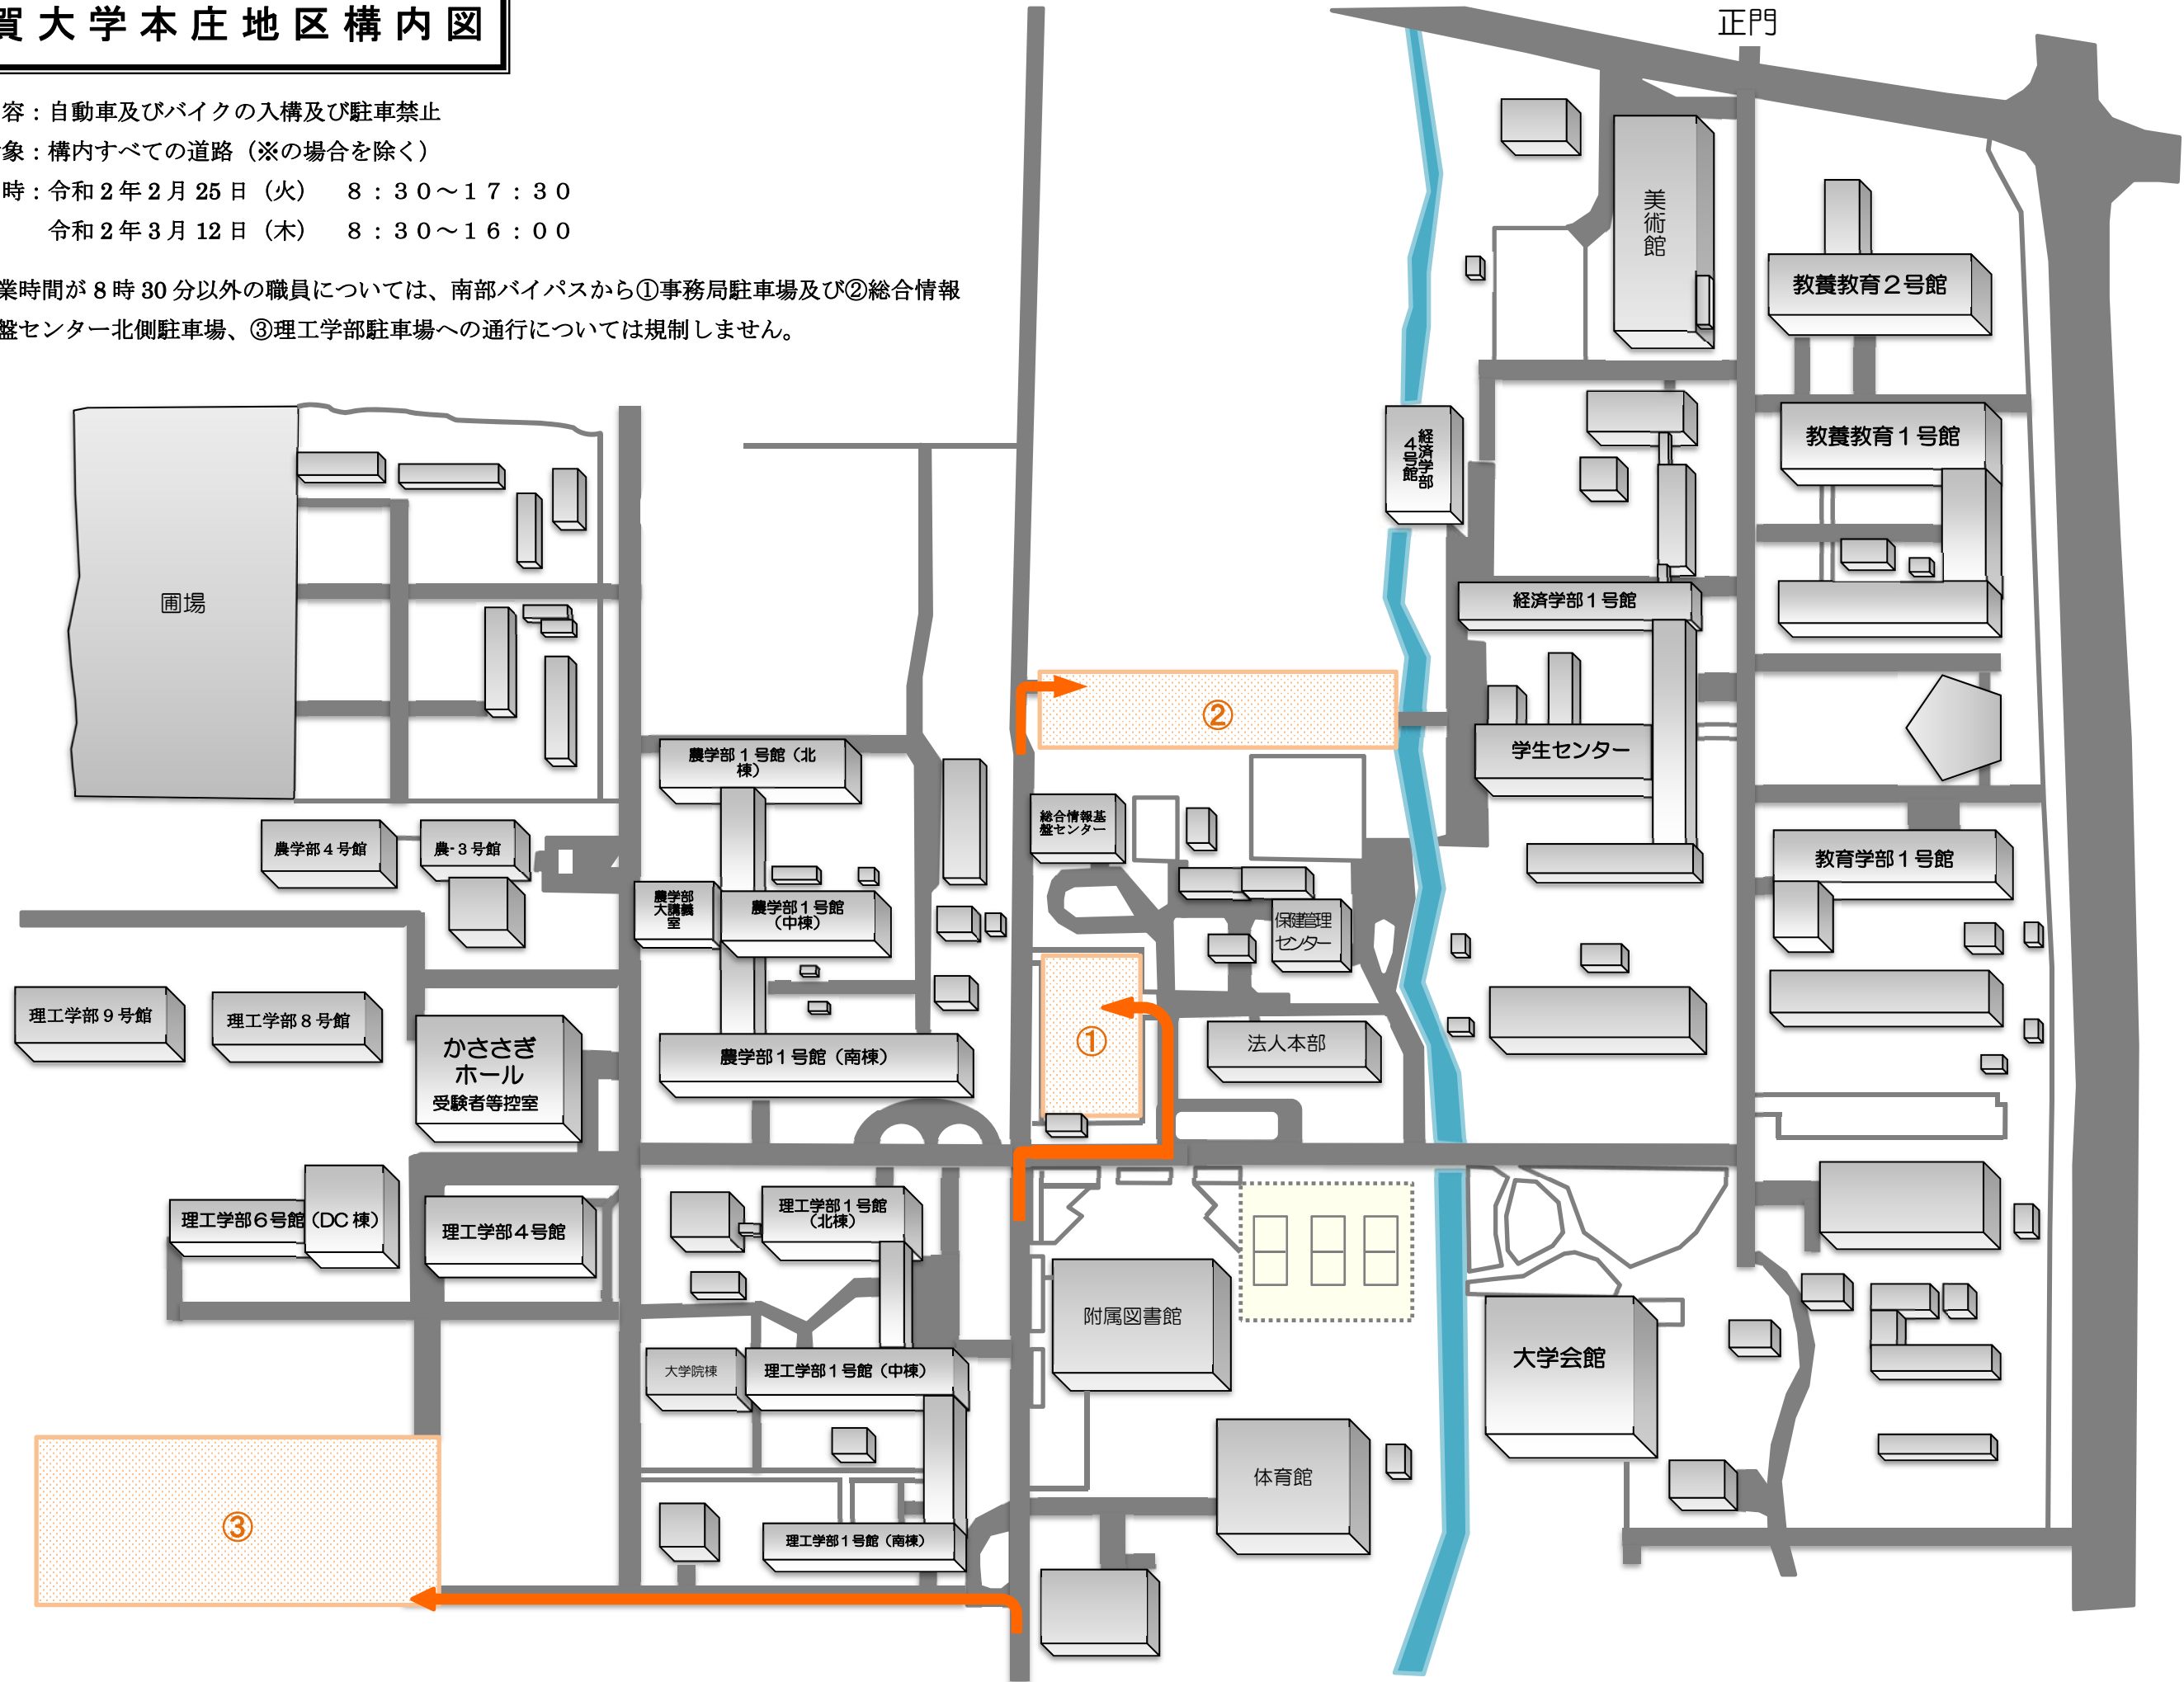 賀大学本庄地区構内図
正門
容：自動車及びバイクの入構及び駐車禁止
象：構内すべての道路（※の場合を除く）
時：令和２年２月 25 日（火）　８：３０～１７：３０
令和２年３月 12 日（木）　８：３０～１６：００
業時間が８時 30 分以外の職員については、南部バイパスから①事務局駐車場及び②総合情報
盤センター北側駐車場、③理工学部駐車場への通行については規制しません。
美術館
教養教育２号館
経済学部
４号館
教養教育１号館
圃場
経済学部１号館
②
学生センター
農学部１号館（北
棟）
総合情報基
盤センター
農学部４号館
農-３号館
教育学部１号館
農学部
大講義
室
農学部１号館
（中棟）
保健管理
センター
理工学部９号館
理工学部８号館
かささぎ
ホール
受験者等控室
農学部１号館（南棟）
①
法人本部
理工学部６号館（DC 棟）
理工学部４号館
理工学部１号館
（北棟）
附属図書館
大学会館
大学院棟
理工学部１号館（中棟）
体育館
③
理工学部１号館（南棟）